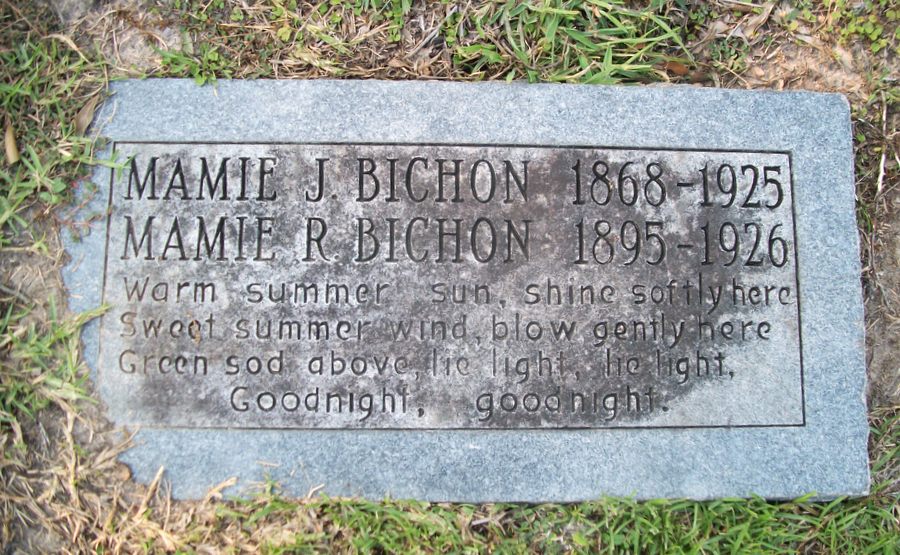 MAMIE J. BICHON 1868-1925
MAMIE R. BICHON 1895-1926
Warm summer sun, shine softly here
Sweet summer wind, blow gently here
Green sod above, lie light, lie light,
Goodnight, goodnight.